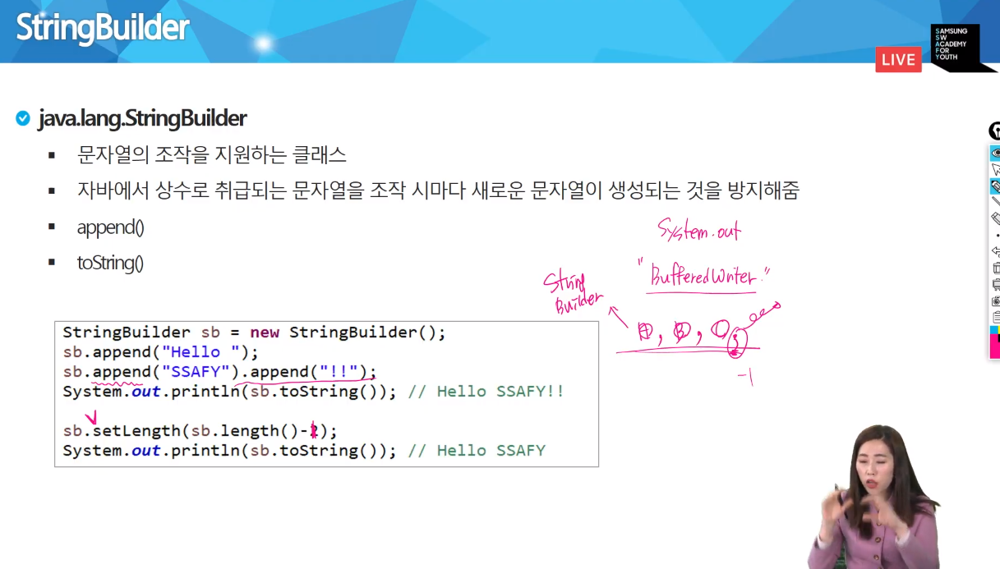 StringBuilder
SAMSUNG
SW
ACADEMY
FOR
YOUTH
LIVE
java.lang.StringBuilder
문자열의 조작을 지원하는 클래스
자바에서 상수로 취급되는 문자열을 조작 시마다 새로운 문자열이 생성되는 것을 방지해줌
append()
toString()
System.out
"BufferedWriter."
String
Builder
-1
StringBuilder sb = new StringBuilder();
sb.append("Hello ");
sb.append("SSAFY").append("!!");
System.out.println(sb.toString()); // Hello SSAFY!!
sb.setLength(sb.length()-
System.out.println(sb.toString()); // Hello SSAFY